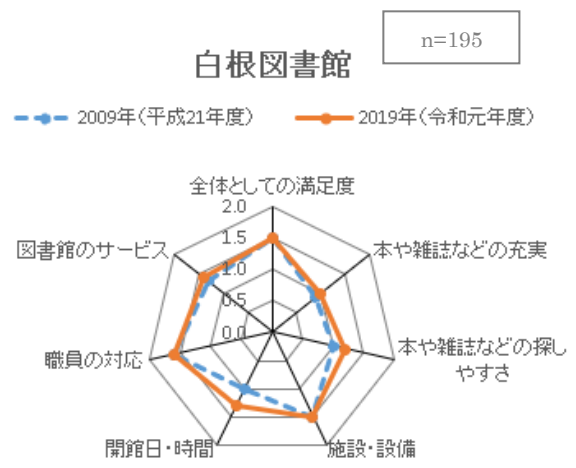 n=195
白根図書館
2009年(平成21年度)
2019年(令和元年度)
全体としての満足度
2.0
1.5
1.0
0.5
0.0
本や雑誌などの充実
本や雑誌などの探し
やすさ
施設・設備
開館日・時間
職員の対応
図書館のサービス